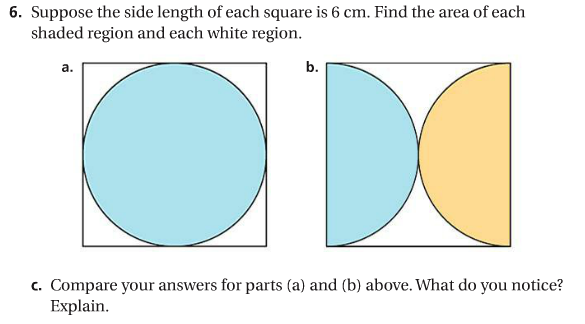 6. Suppose the side length of each square is 6 cm. Find the area of each
shaded region and each white region.
a.
b.
c. Compare your answers for parts (a) and (b) above. What do you notice?
Explain.